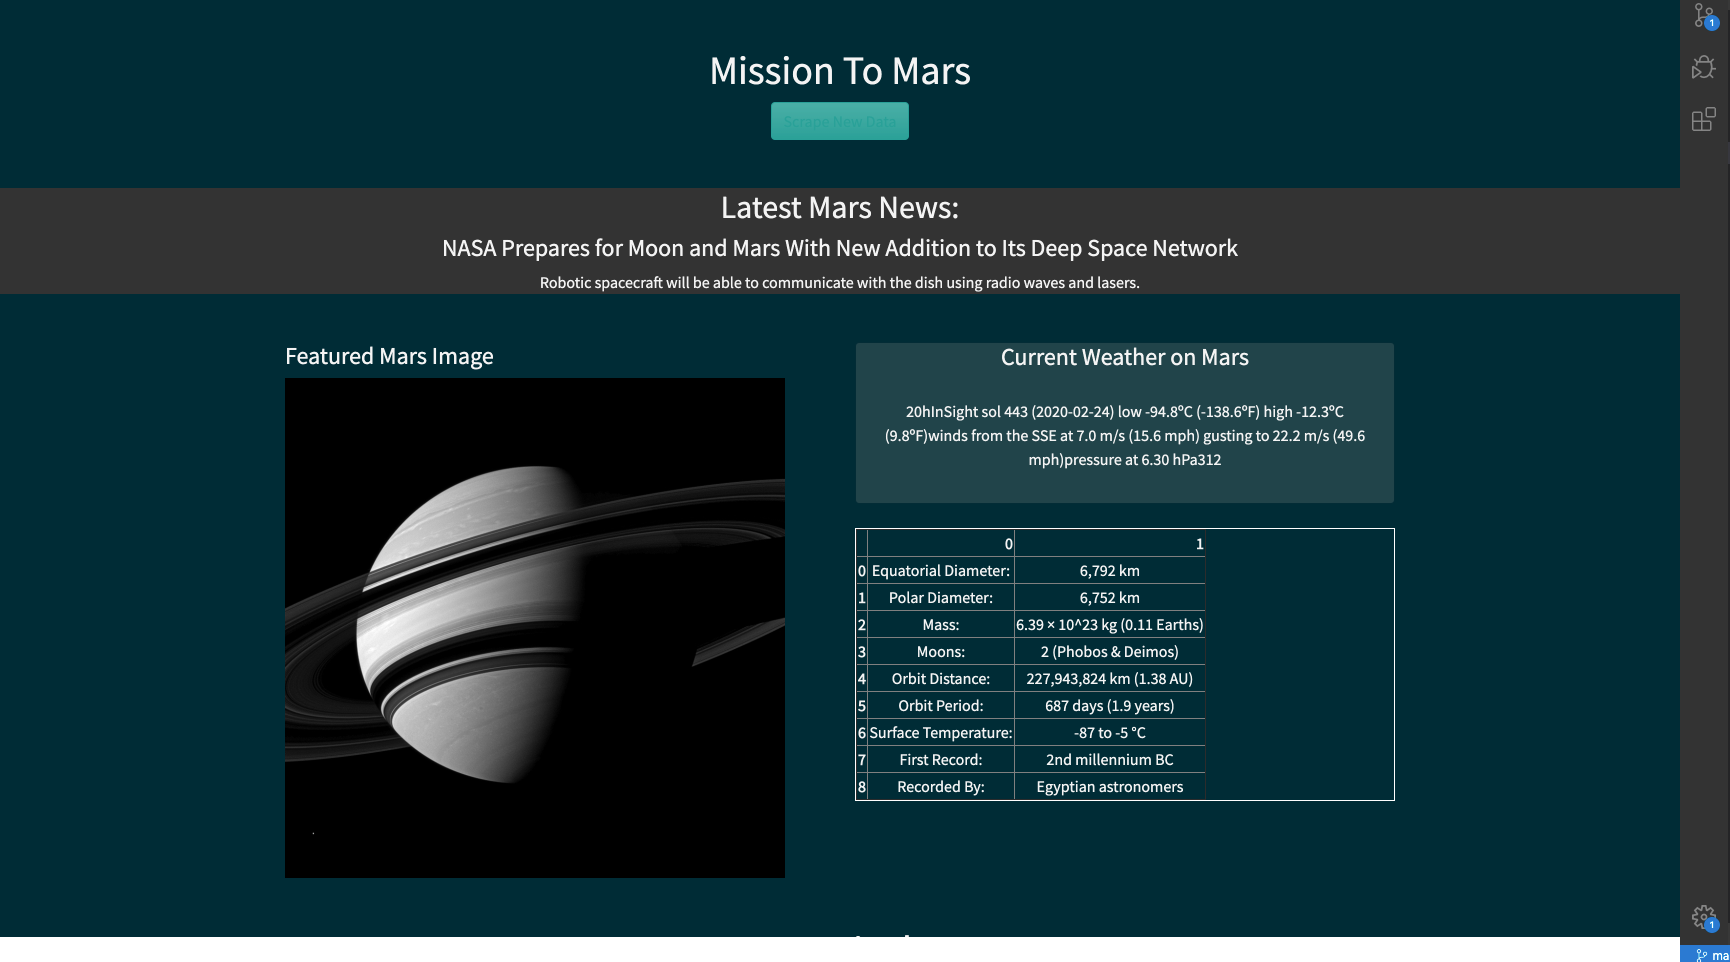 Mission To Mars
Scrape New Data
Latest Mars News:
NASA Prepares for Moon and Mars With New Addition to Its Deep Space Network
Robotic spacecraft will be able to communicate with the dish using radio waves and lasers.
Featured Mars Image
Current Weather on Mars
20hInSight sol 443 (2020-02-24) low -94.8ºC (-138.6ºF) high -12.3ºC
(9.8ºF)winds from the SSE at 7.0 m/s (15.6 mph) gusting to 22.2 m/s (49.6
mph)pressure at 6.30 hPa312
0 1
0 Equatorial Diameter: 6,792 km
1 Polar Diameter: 6,752 km
2 Mass: 6.39 × 10^23 kg (0.11 Earths)
3 Moons: 2 (Phobos & Deimos)
4 Orbit Distance: 227,943,824 km (1.38 AU)
5 Orbit Period: 687 days (1.9 years)
6 Surface Temperature: -87 to -5 °C
7 First Record: 2nd millennium BC
8 Recorded By: Egyptian astronomers
1
1
ma